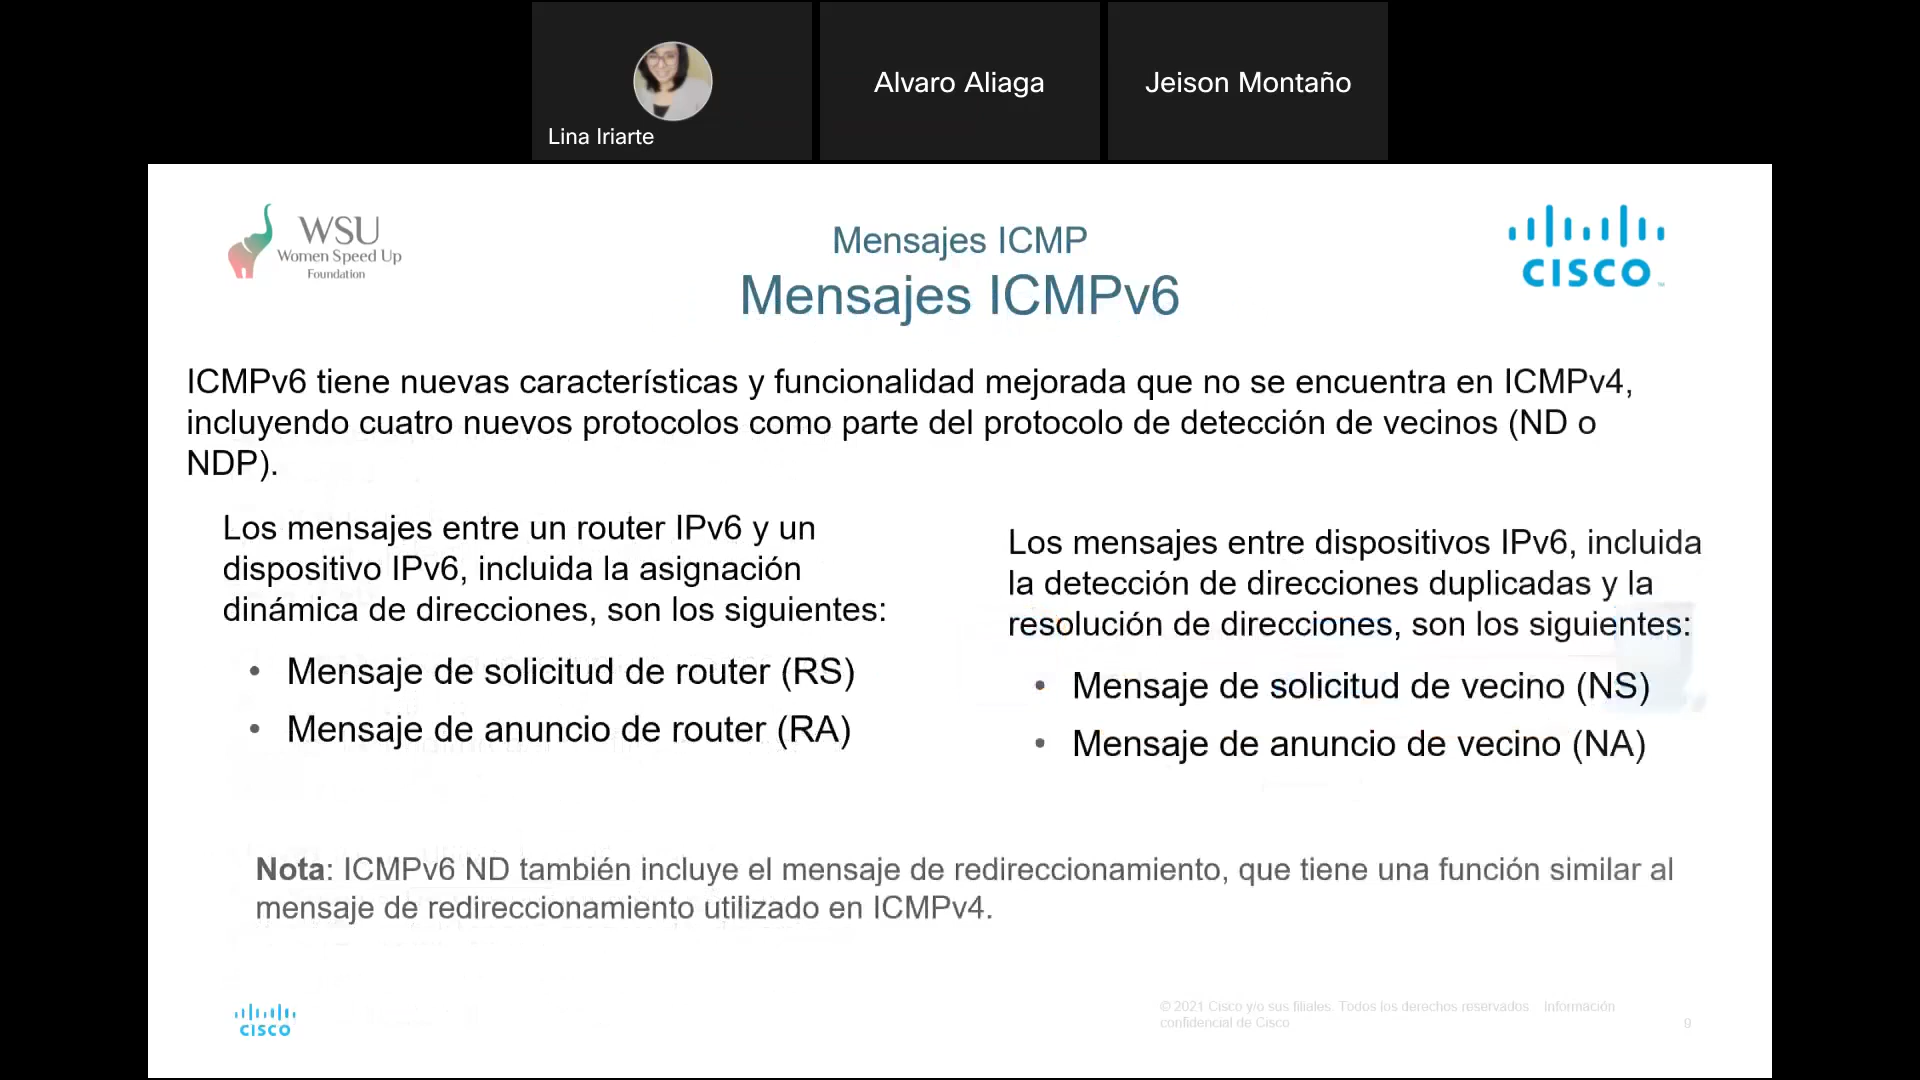 Lina Iriarte
Alvaro Aliaga
Jeison Montaño
WSU
Women Speed Up
Foundation
Mensajes ICMP
Mensajes ICMPv6
CISCO
ICMPv6 tiene nuevas características y funcionalidad mejorada que no se encuentra en ICMPv4,
incluyendo cuatro nuevos protocolos como parte del protocolo de detección de vecinos (ND o
NDP).
Los mensajes entre un router IPv6 y un
dispositivo IPv6, incluida la asignación
dinámica de direcciones, son los siguientes:
• Mensaje de solicitud de router (RS)
• Mensaje de anuncio de router (RA)
Los mensajes entre dispositivos IPv6, incluida
la detección de direcciones duplicadas y la
resolución de direcciones, son los siguientes:
• Mensaje de solicitud de vecino (NS)
• Mensaje de anuncio de vecino (NA)
Nota: ICMPv6 ND también incluye el mensaje de redireccionamiento, que tiene una función similar al
mensaje de redireccionamiento utilizado en ICMPv4.
CISCO
© 2021 Cisco y/o sus filiales. Todos los derechos reservados Información
confidencial de Cisco
9